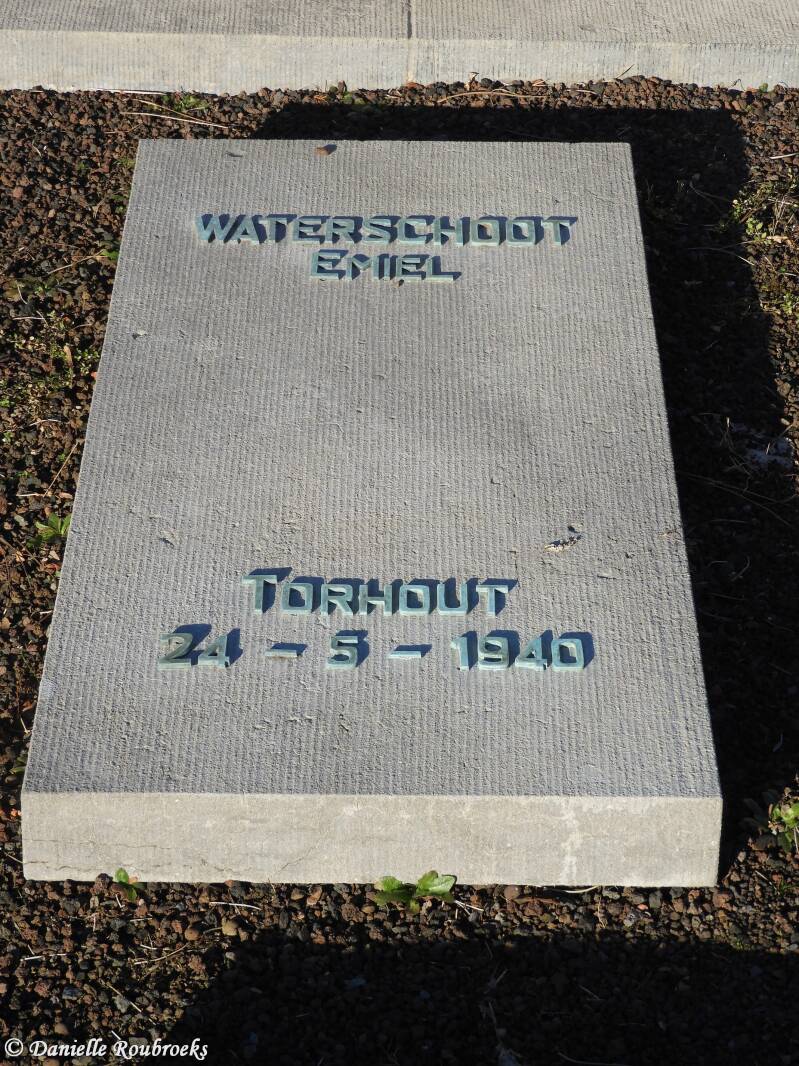 WATERSCHOOT
EMIEL
TORHOUT
24 - 5 - 1940
© Danielle Roubroeks